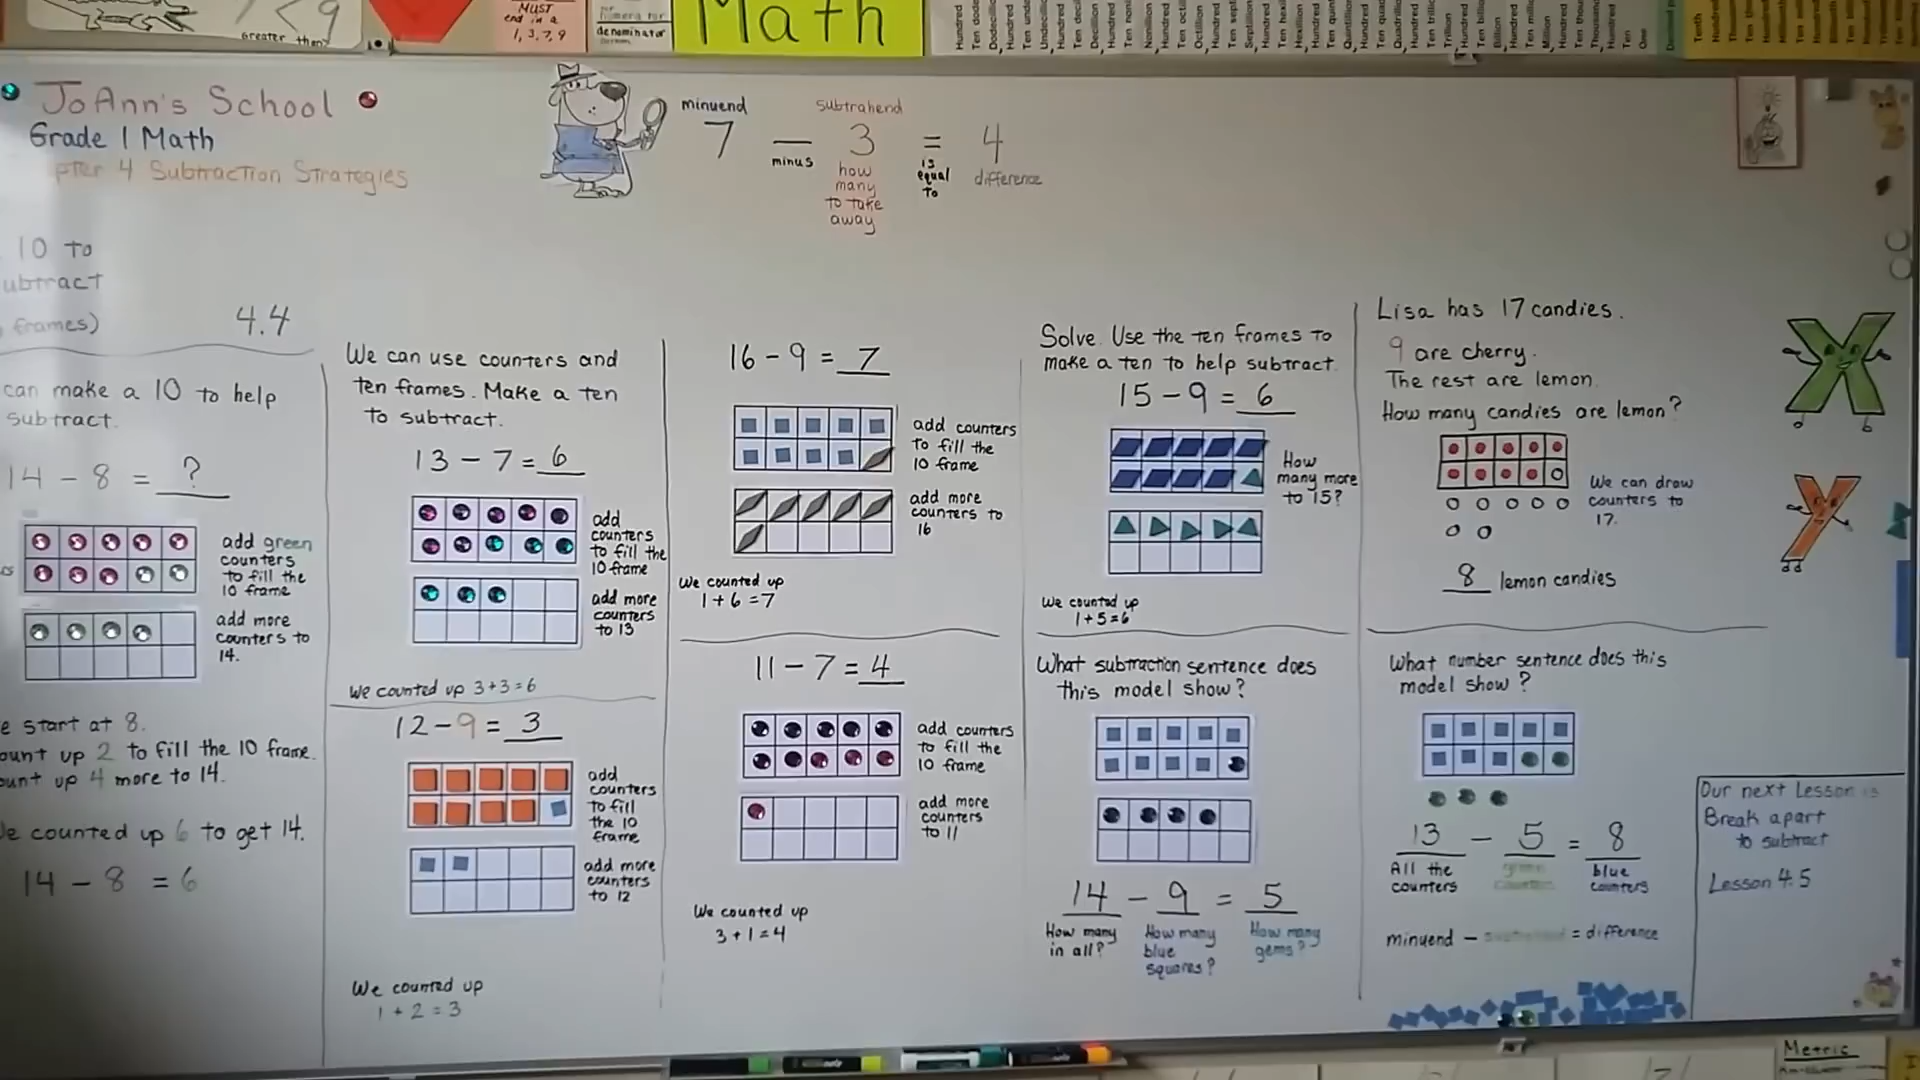 7 < 9
greater than?
MUST
end in a
1, 3, 7, 9
numerator
denominator
Math
JoAnn's School
Grade 1 Math
pter 4 Subtraction Strategies
minuend
subtrahend
7 — 3 = 4
minus
how
many
to take
away
is
equal
to
difference
10 to
ubtract
frames)
4.4
can make a 10 to help
subtract.
14 - 8 = ?
add green
counters
to fill the
10 frame
add more
counters to
14.
e start at 8.
ount up 2 to fill the 10 frame.
ount up 4 more to 14.
e counted up 6 to get 14.
14 - 8 = 6
We can use counters and
ten frames. Make a ten
to subtract.
13 - 7 = 6
add
counters
to fill the
10 frame
add more
counters
to 13
We counted up 3+3=6
12 - 9 = 3
add
counters
to fill
the 10
frame
add more
counters
to 12
We counted up
1 + 2 = 3
16 - 9 = 7
add counters
to fill the
10 frame
add more
counters to
16
We counted up
1 + 6 = 7
11 - 7 = 4
add counters
to fill the
10 frame
add more
counters
to 11
We counted up
3 + 1 = 4
Solve. Use the ten frames to
make a ten to help subtract.
15 - 9 = 6
How
many more
to 15?
We counted up
1+5=6
What subtraction sentence does
this model show?
14 - 9 = 5
How many
in all?
How many
blue
squares?
How many
gems?
Lisa has 17 candies.
9 are cherry.
The rest are lemon.
How many candies are lemon?
We can draw
counters to
17.
8 lemon candies
What number sentence does this
model show?
13 - 5 = 8
All the
counters
green
counters
blue
counters
minuend - subtrahend = difference
Our next Lesson is
Break apart
to subtract
Lesson 4.5
Metric